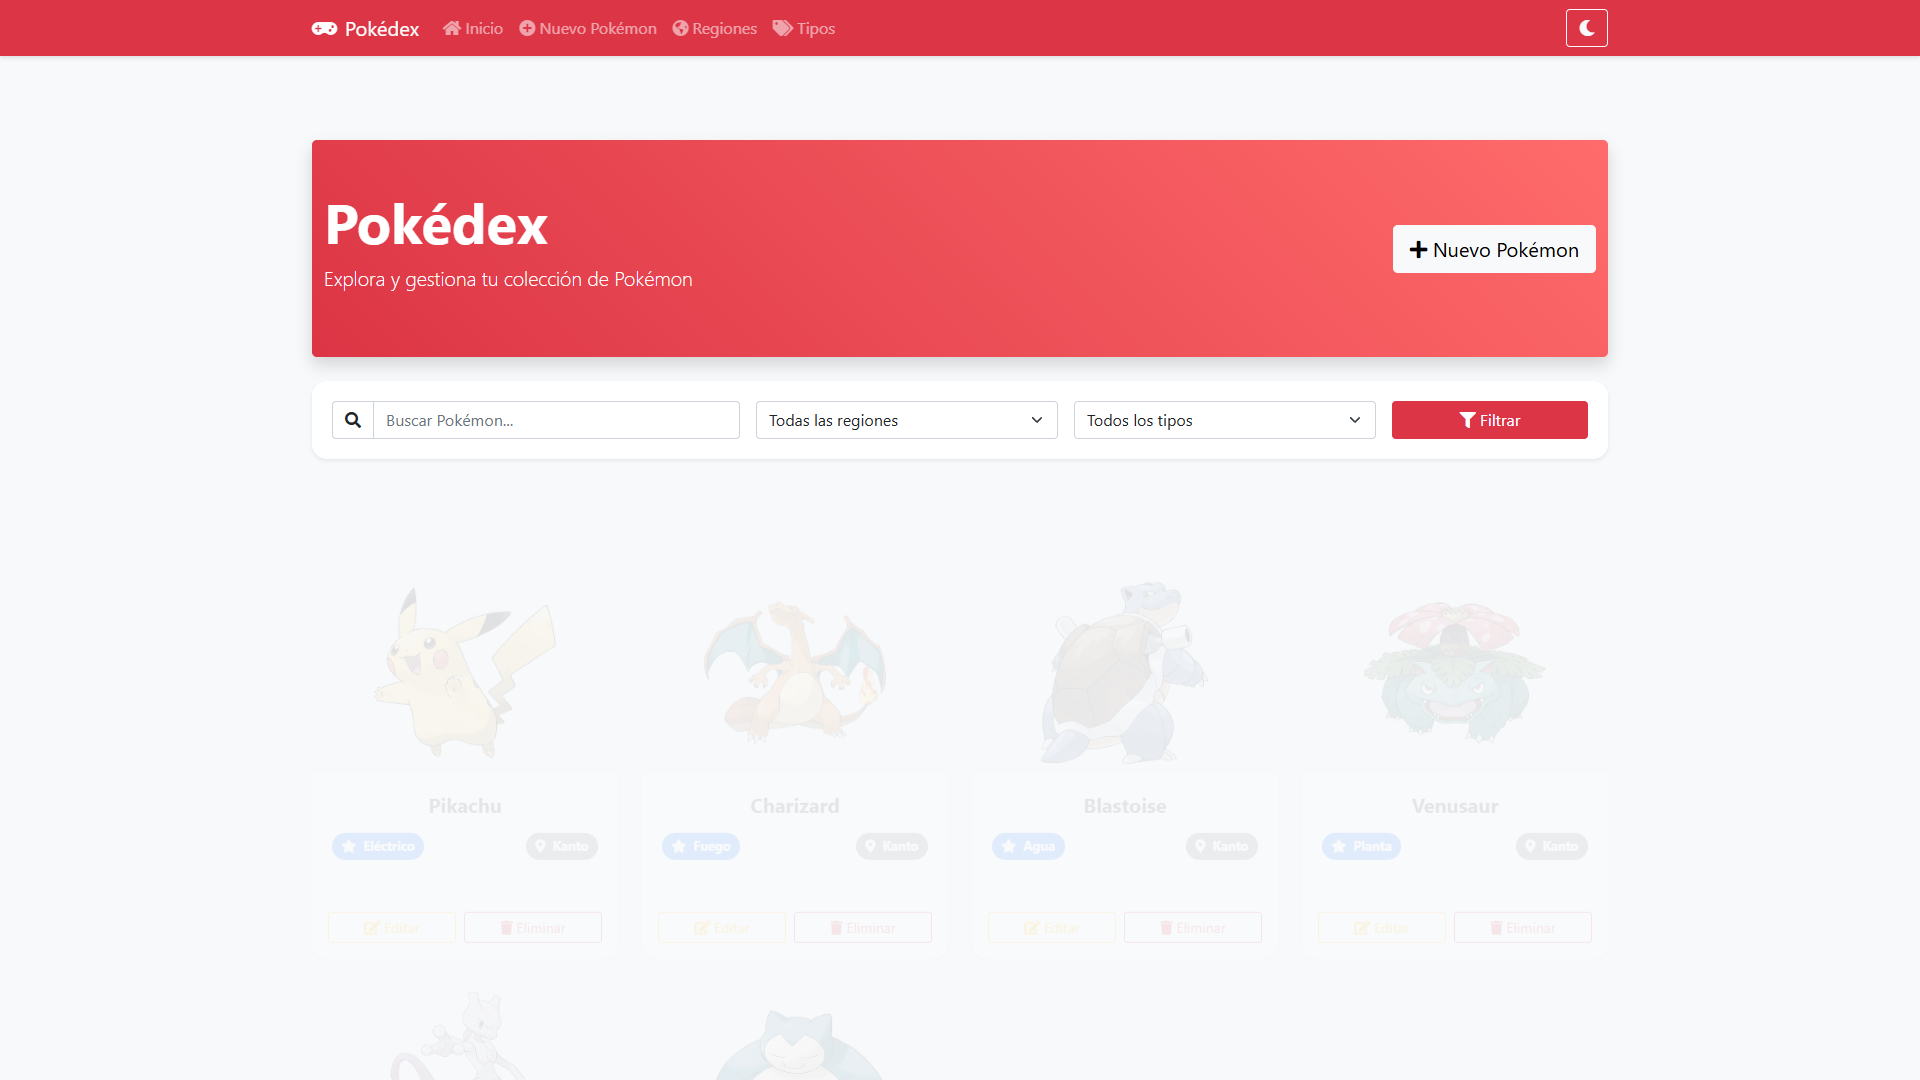 Pokédex Inicio Nuevo Pokémon Regiones Tipos
Pokédex
Explora y gestiona tu colección de Pokémon
Nuevo Pokémon
Buscar Pokémon... Todas las regiones Todos los tipos Filtrar
Pikachu Charizard Blastoise Venusaur
Eléctrico Kanto Fuego Kanto Agua Kanto Planta Kanto
Editar Eliminar Editar Eliminar Editar Eliminar Editar Eliminar